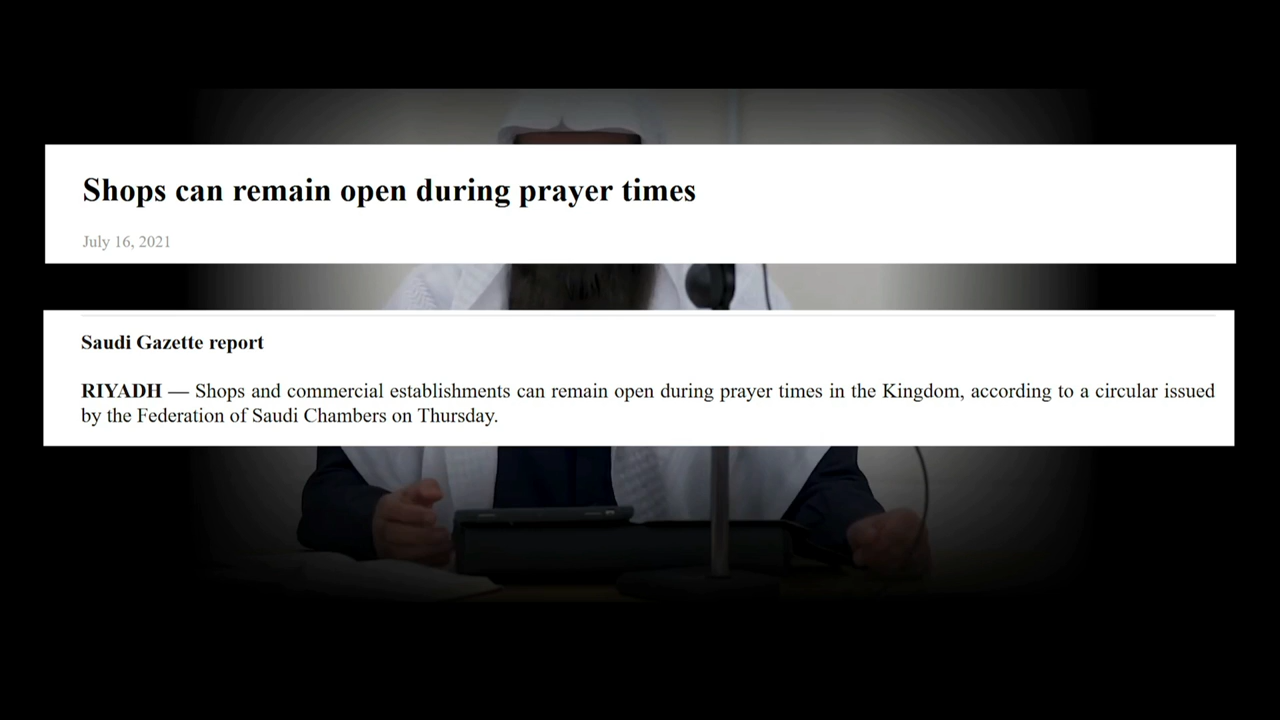 Shops can remain open during prayer times
July 16, 2021
Saudi Gazette report
RIYADH — Shops and commercial establishments can remain open during prayer times in the Kingdom, according to a circular issued
by the Federation of Saudi Chambers on Thursday.